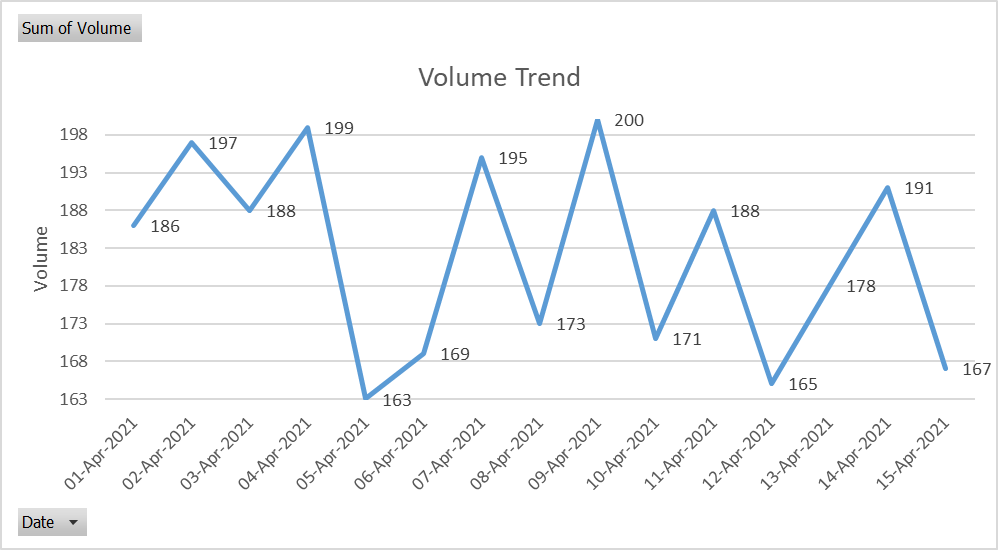 Sum of Volume
Volume Trend
Volume
198
193
188
183
178
173
168
163
186
197
188
199
163
169
195
173
200
171
188
165
178
191
167
01-Apr-2021
02-Apr-2021
03-Apr-2021
04-Apr-2021
05-Apr-2021
06-Apr-2021
07-Apr-2021
08-Apr-2021
09-Apr-2021
10-Apr-2021
11-Apr-2021
12-Apr-2021
13-Apr-2021
14-Apr-2021
15-Apr-2021
Date